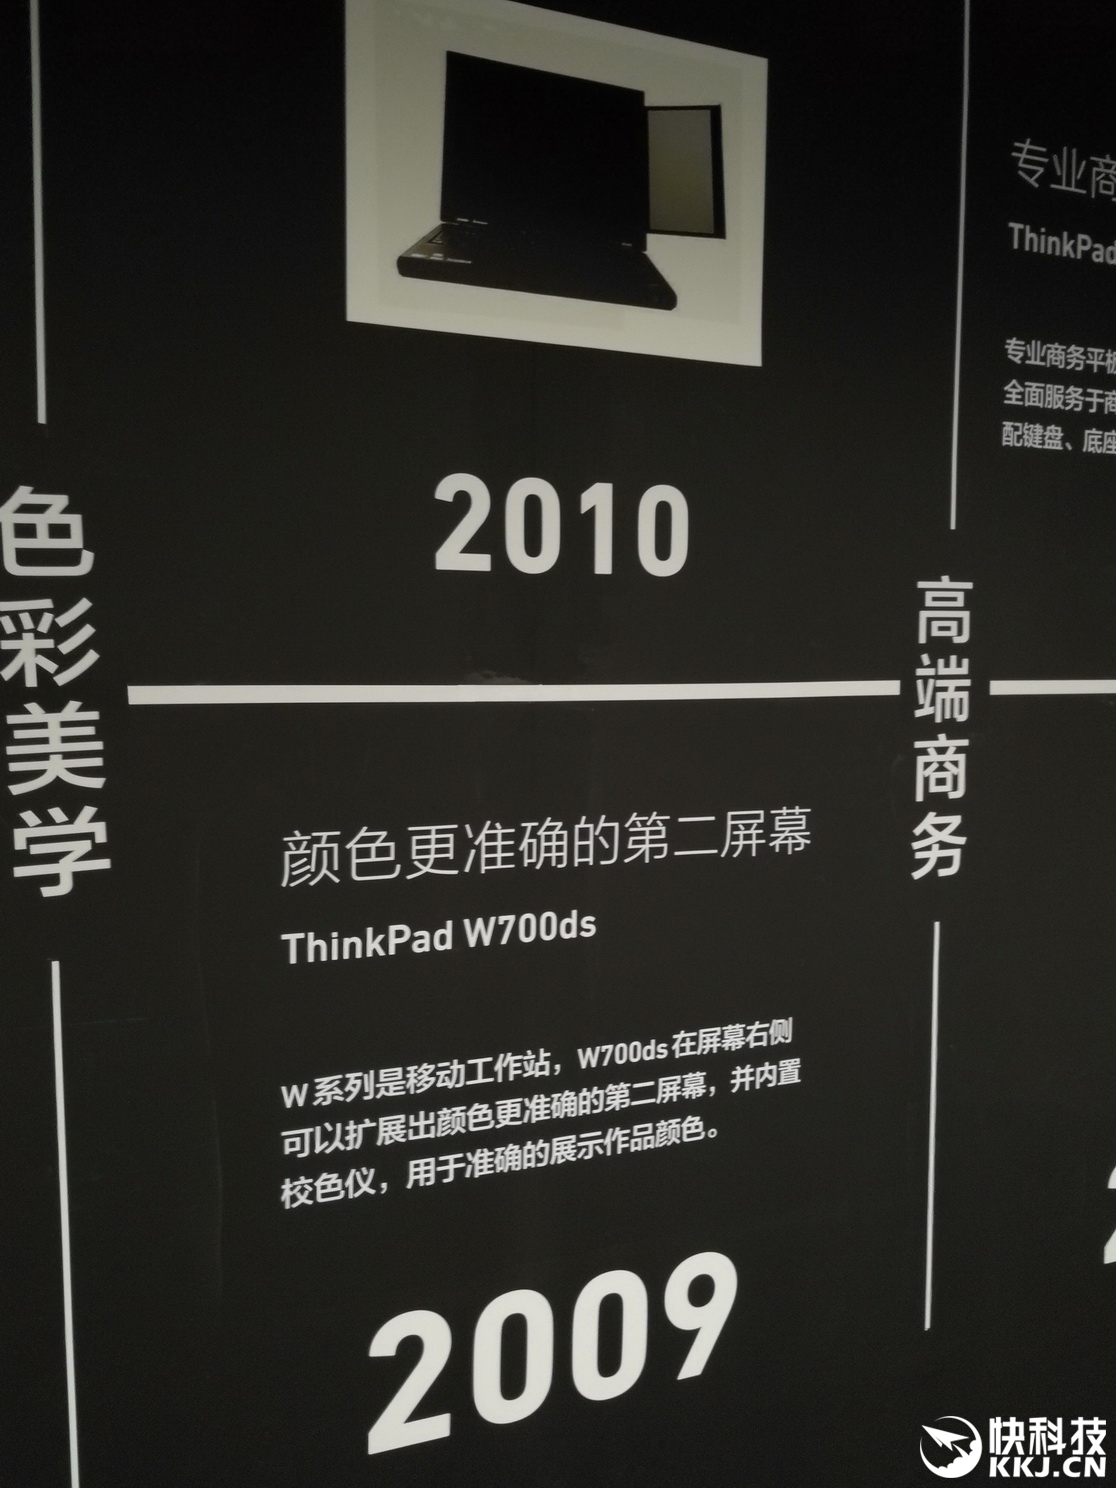 色彩美学
2010
颜色更准确的第二屏幕
ThinkPad W700ds
W系列是移动工作站，W700ds在屏幕右侧
可以扩展出颜色更准确的第二屏幕，并内置
校色仪，用于准确的展示作品颜色。
2009
高端商务
专业商
ThinkPad
专业商务平板
全面服务于商
配键盘、底座
快科技
KKJ.CN